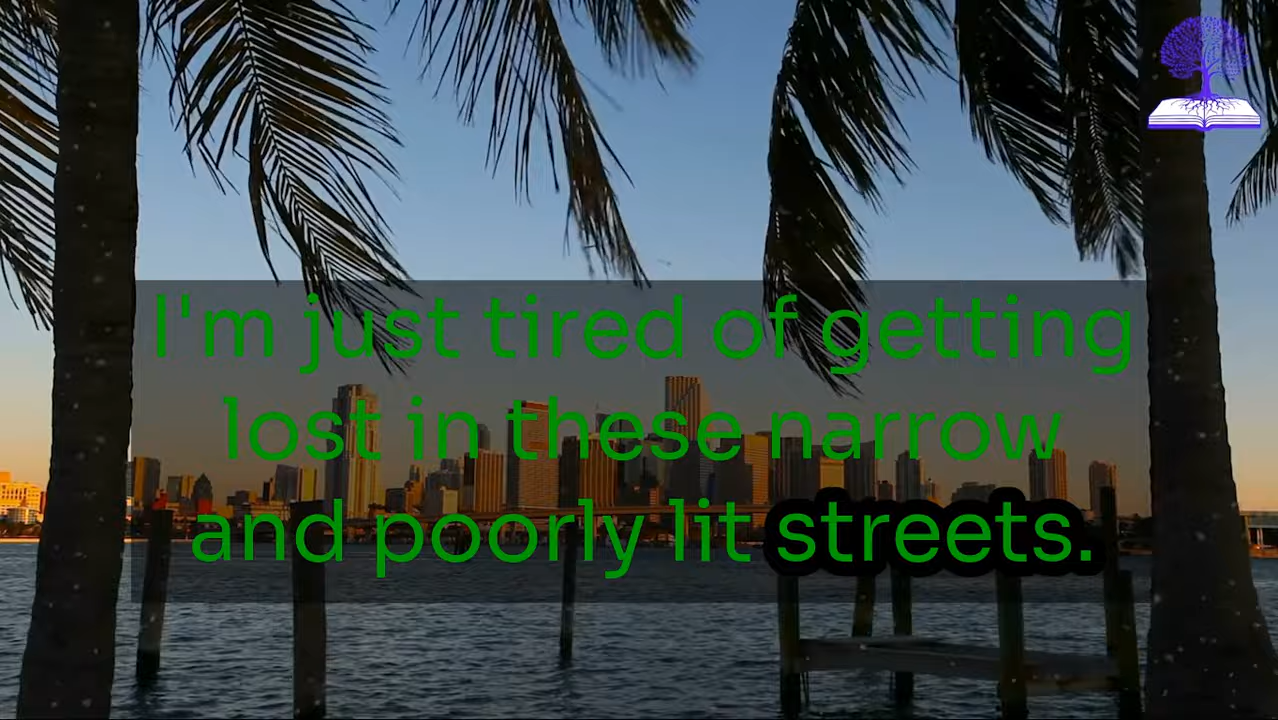 I'm just tired of getting
lost in these narrow
and poorly lit streets.